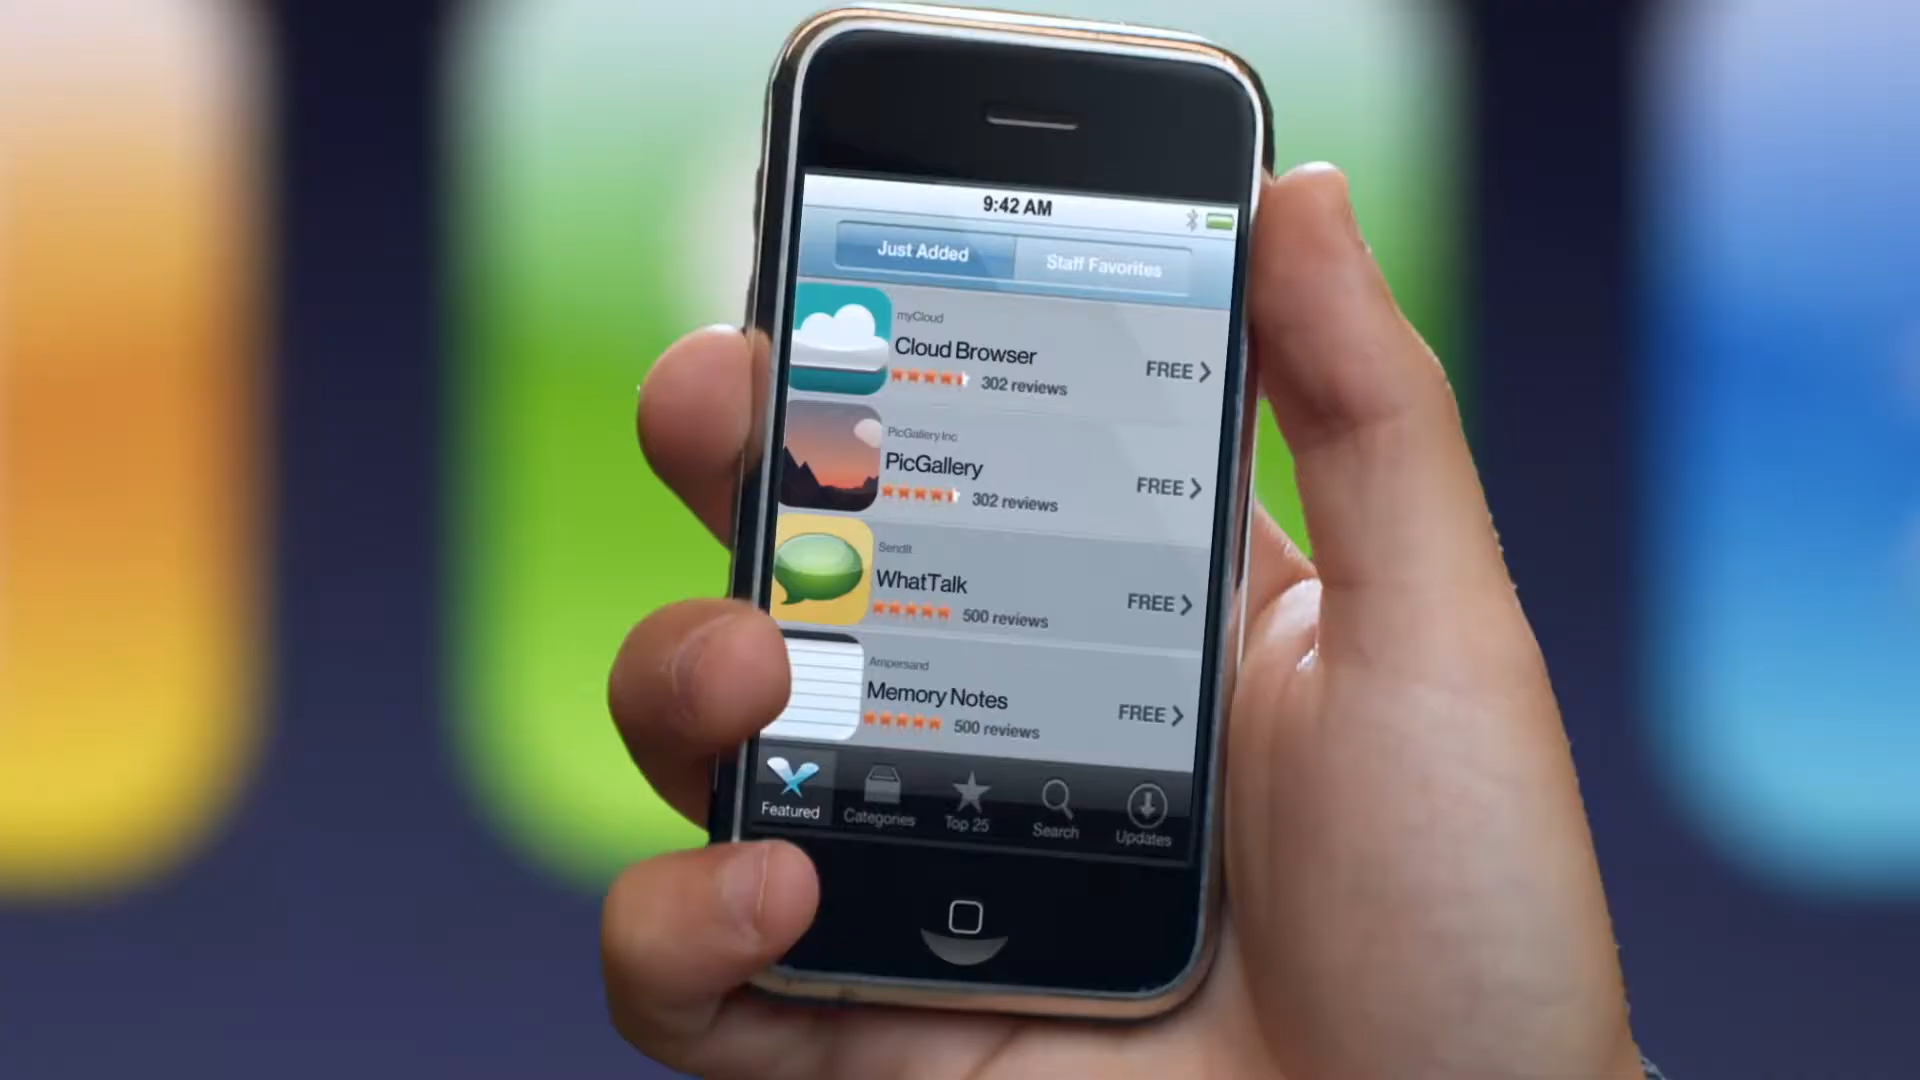 9:42 AM
Just Added
Staff Favorites
myCloud
Cloud Browser
302 reviews
FREE
PicGallery Inc
PicGallery
302 reviews
FREE
SendIt
WhatTalk
500 reviews
FREE
Ampersand
Memory Notes
500 reviews
FREE
Featured
Categories
Top 25
Search
Updates